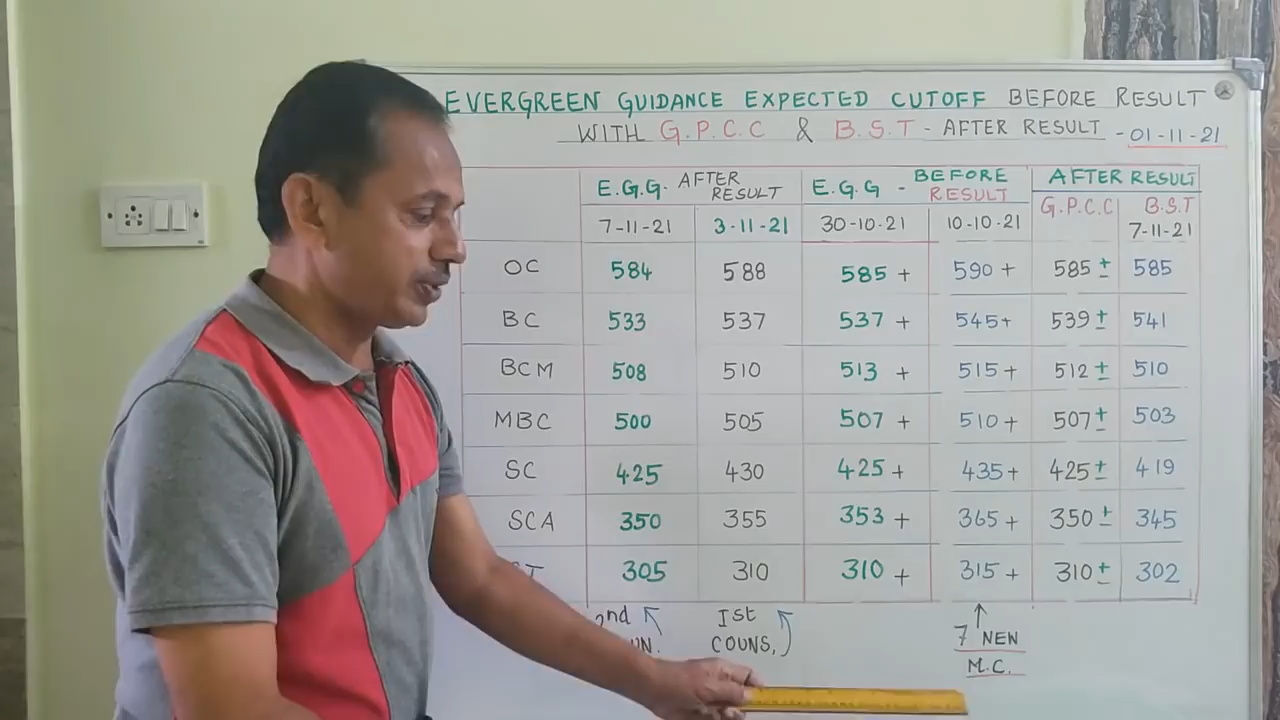 EVERGREEN GUIDANCE EXPECTED CUTOFF BEFORE RESULT
WITH G.P.C.C & B.S.T - AFTER RESULT - 01-11-21
E.G.G. AFTER RESULT E.G.G - BEFORE RESULT AFTER RESULT
7-11-21 3-11-21 30-10-21 10-10-21 G.P.C.C B.S.T 7-11-21
OC 584 588 585 + 590 + 585 ± 585
BC 533 537 537 + 545+ 539 ± 541
BCM 508 510 513 + 515 + 512 ± 510
MBC 500 505 507 + 510 + 507 ± 503
SC 425 430 425 + 435+ 425 ± 419
SCA 350 355 353 + 365 + 350 ± 345
ST 305 310 310 + 315 + 310 ± 302
2nd Ist 7 NEW
COUNS, M.C.